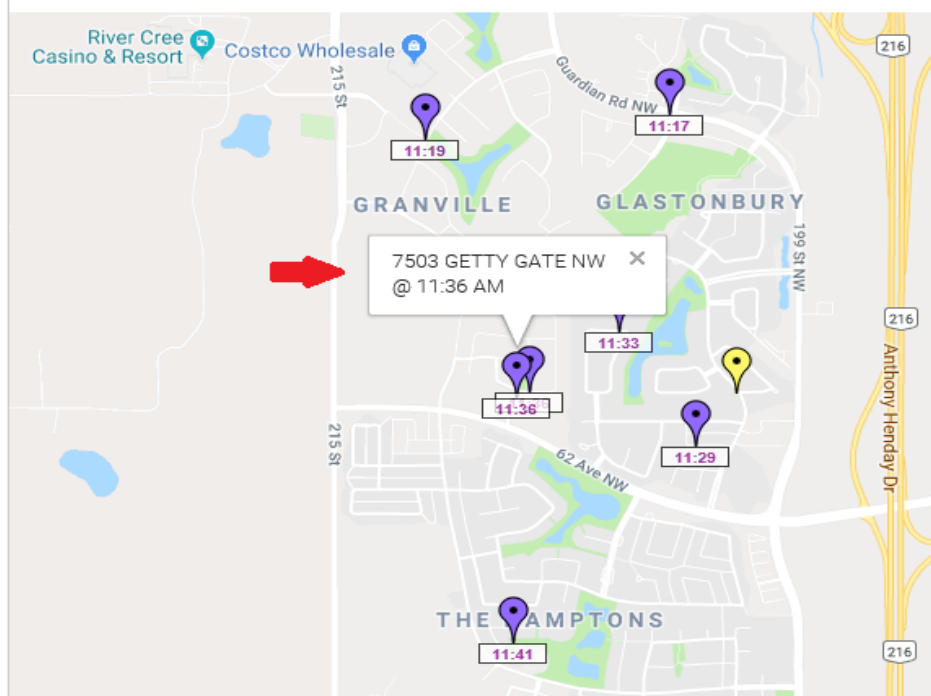 River Cree
Casino & Resort
Costco Wholesale
216
215 St
Guardian Rd NW
11:17
11:19
GRANVILLE
GLASTONBURY
199 St NW
7503 GETTY GATE NW
@ 11:36 AM
×
216
11:33
Anthony Henday Dr
11:36
215 St
11:29
62 Ave NW
THE
AMPTONS
11:41
216